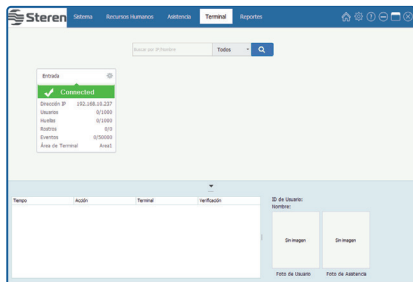 Steren
Sistema Recursos Humanos Asistencia Terminal Reportes
Todos
Entrada
Connected
Dirección IP 192.168.10.237
Usuarios 0/1000
Huellas 0/1000
Rostros 0/0
Eventos 0/50000
Área de Terminal Area1
Tiempo Acción Terminal Verificación
ID de Usuario:
Nombre:
Sin imagen Sin imagen
Foto de Usuario Foto de Asistencia